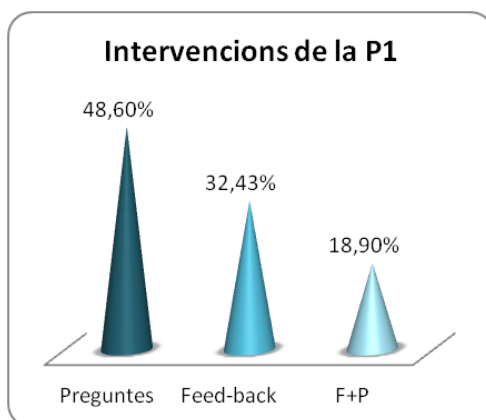 Intervencions de la P1
48,60%
32,43%
18,90%
Preguntes Feed-back F+P